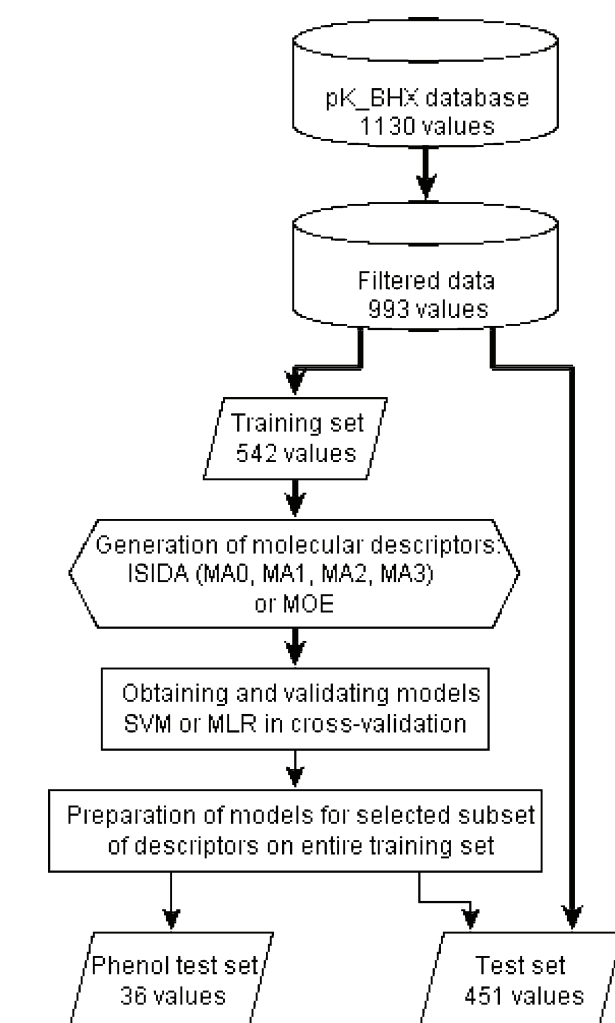 pK_BHX database
1130 values
Filtered data
993 values
Training set
542 values
Generation of molecular descriptors:
ISIDA (MA0, MA1, MA2, MA3)
or MOE
Obtaining and validating models
SVM or MLR in cross-validation
Preparation of models for selected subset
of descriptors on entire training set
Phenol test set
36 values
Test set
451 values